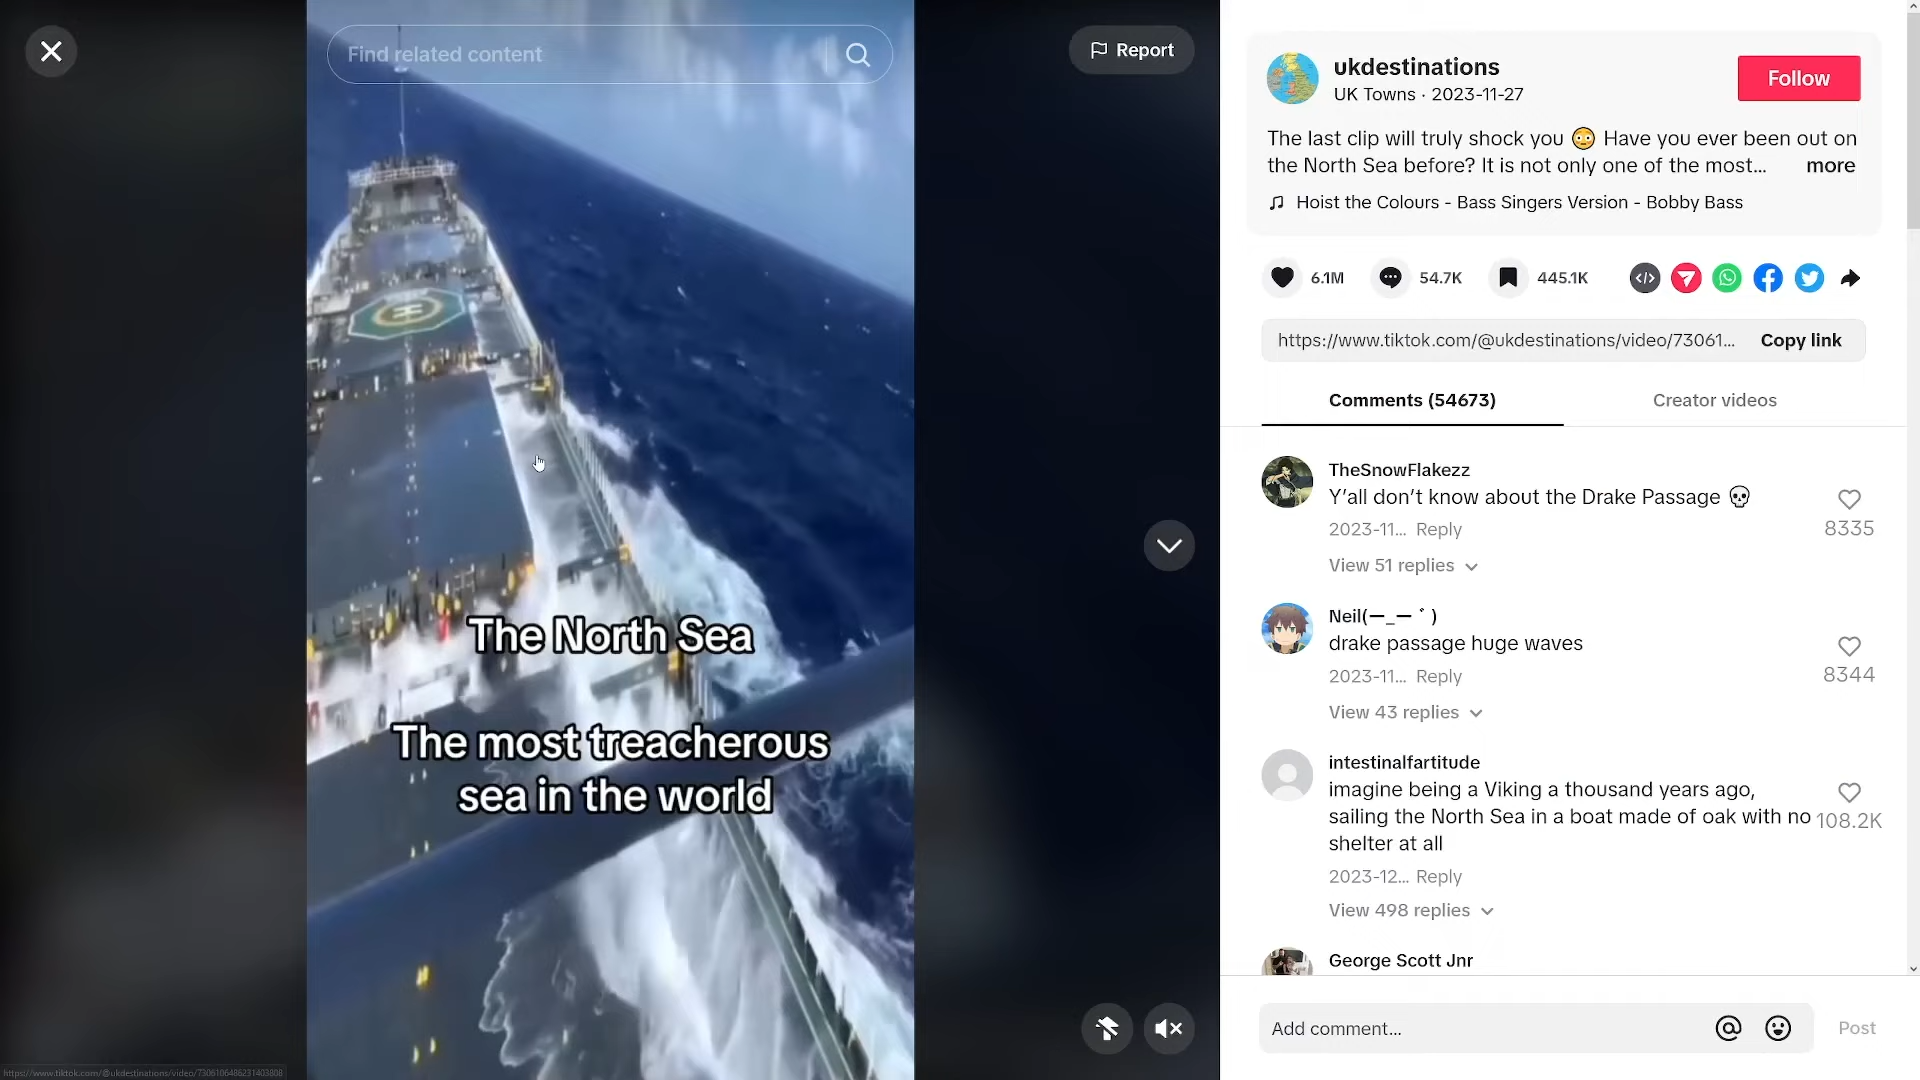 Find related content
Report
The North Sea
The most treacherous
sea in the world
ukdestinations
UK Towns · 2023-11-27
Follow
The last clip will truly shock you 😳 Have you ever been out on
the North Sea before? It is not only one of the most... more
Hoist the Colours - Bass Singers Version - Bobby Bass
6.1M 54.7K 445.1K
https://www.tiktok.com/@ukdestinations/video/73061... Copy link
Comments (54673) Creator videos
TheSnowFlakezz
Y'all don't know about the Drake Passage 💀
2023-11... Reply
8335
View 51 replies
Neil(ー_ー゛)
drake passage huge waves
2023-11... Reply
8344
View 43 replies
intestinalfartitude
imagine being a Viking a thousand years ago,
sailing the North Sea in a boat made of oak with no
shelter at all
108.2K
2023-12... Reply
View 498 replies
George Scott Jnr
Add comment...
Post